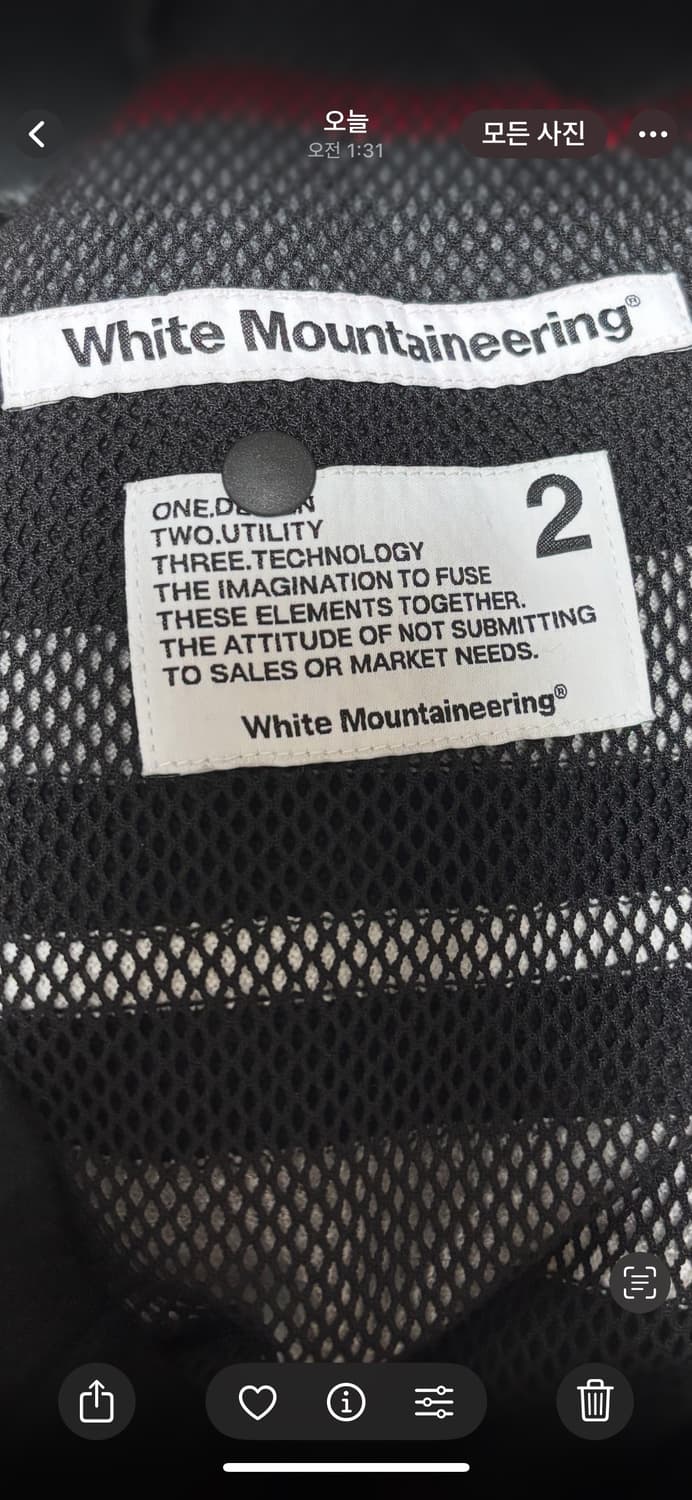 오늘
오전 1:31
모든 사진
White Mountaineering®
2
TWO.UTILITY
THREE.TECHNOLOGY
THE IMAGINATION TO FUSE
THESE ELEMENTS TOGETHER.
THE ATTITUDE OF NOT SUBMITTING
TO SALES OR MARKET NEEDS.
White Mountaineering®